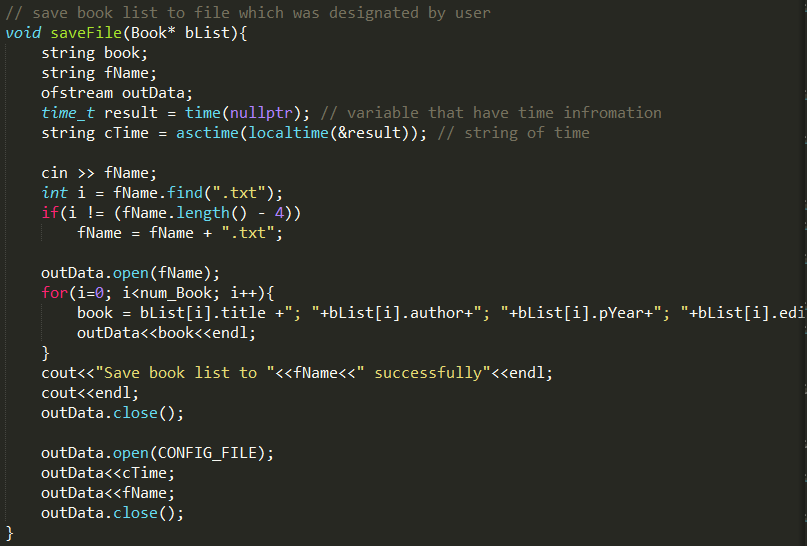 // save book list to file which was designated by user
void saveFile(Book* bList){
    string book;
    string fName;
    ofstream outData;
    time_t result = time(nullptr); // variable that have time infromation
    string cTime = asctime(localtime(&result)); // string of time

    cin >> fName;
    int i = fName.find(".txt");
    if(i != (fName.length() - 4))
        fName = fName + ".txt";

    outData.open(fName);
    for(i=0; i<num_Book; i++){
        book = bList[i].title +"; "+bList[i].author+"; "+bList[i].pYear+"; "+bList[i].edi
        outData<<book<<endl;
    }
    cout<<"Save book list to "<<fName<<" successfully"<<endl;
    cout<<endl;
    outData.close();

    outData.open(CONFIG_FILE);
    outData<<cTime;
    outData<<fName;
    outData.close();
}